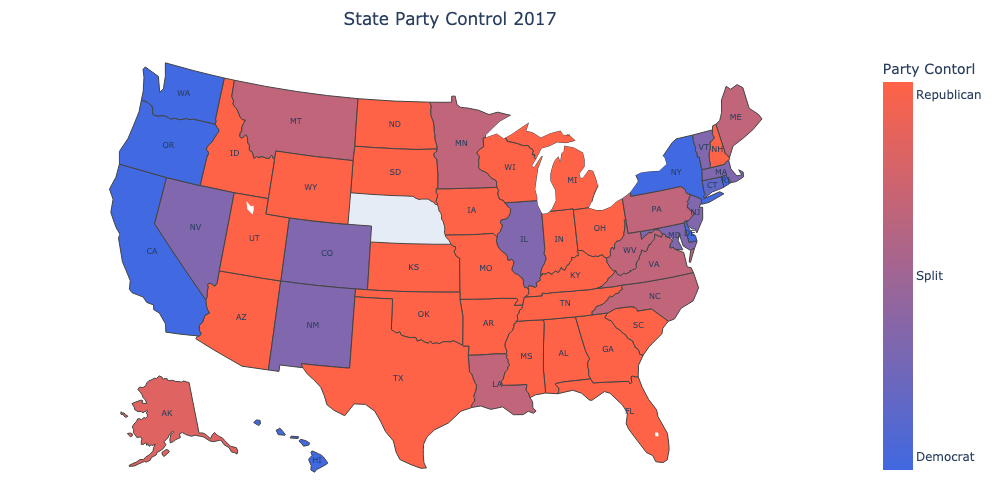 State Party Control 2017
Party Contorl
Republican
Split
Democrat
WA
OR
CA
NV
ID
MT
WY
UT
AZ
CO
NM
ND
SD
KS
OK
TX
MN
IA
MO
AR
LA
WI
IL
MI
IN
OH
KY
TN
MS
AL
GA
FL
SC
NC
VA
WV
PA
NY
VT
NH
ME
MA
CT
RI
NJ
DE
MD
AK
HI